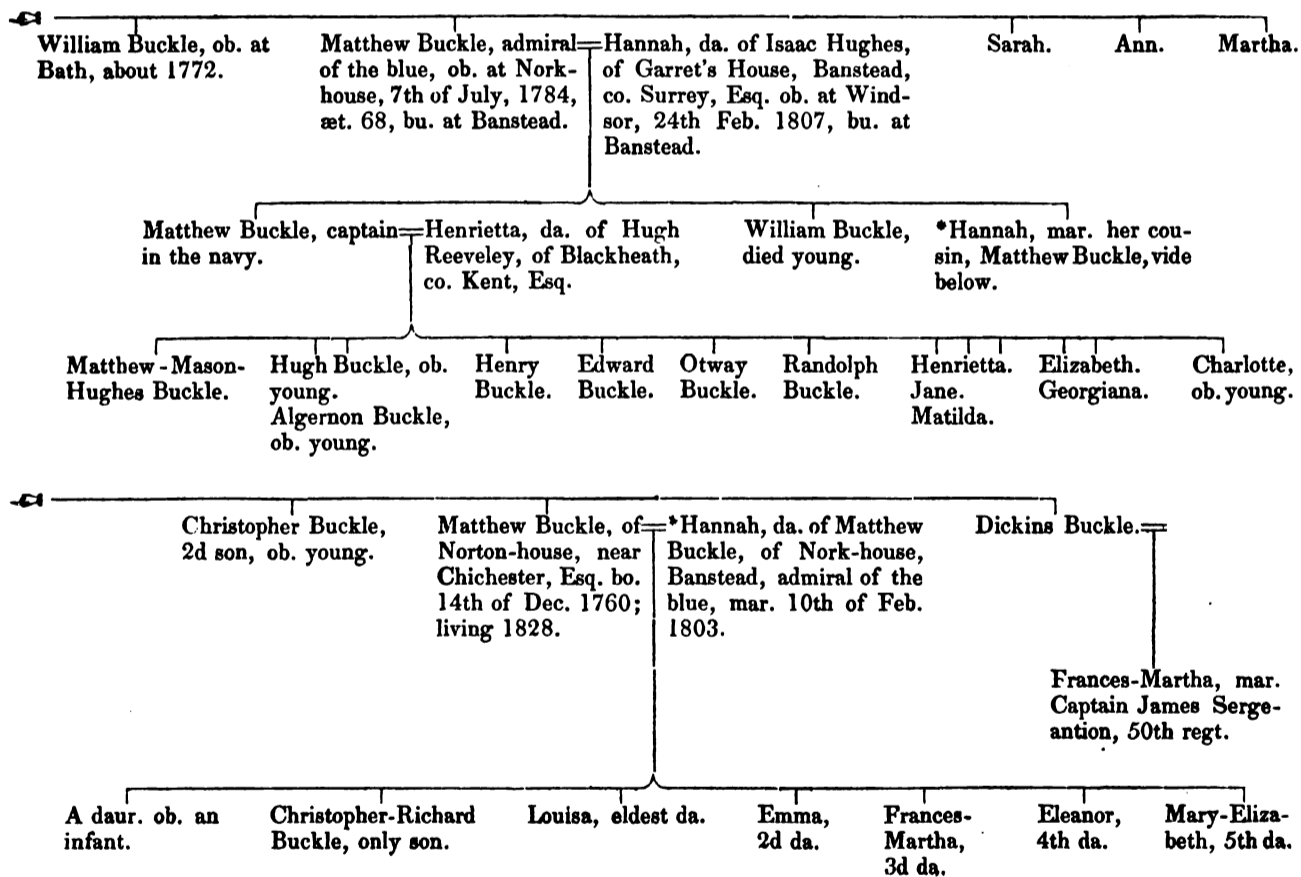 William Buckle, ob. at
Bath, about 1772.
Matthew Buckle, admiral
of the blue, ob. at Nork-
house, 7th of July, 1784,
æt. 68, bu. at Banstead.
Hannah, da. of Isaac Hughes,
of Garret's House, Banstead,
co. Surrey, Esq. ob. at Wind-
sor, 24th Feb. 1807, bu. at
Banstead.
Sarah.
Ann.
Martha.
Matthew Buckle, captain
in the navy.
Henrietta, da. of Hugh
Reeveley, of Blackheath,
co. Kent, Esq.
William Buckle,
died young.
*Hannah, mar. her cou-
sin, Matthew Buckle, vide
below.
Matthew-Mason-
Hughes Buckle.
Hugh Buckle, ob.
young.
Algernon Buckle,
ob. young.
Henry
Buckle.
Edward
Buckle.
Otway
Buckle.
Randolph
Buckle.
Henrietta.
Jane.
Matilda.
Elizabeth.
Georgiana.
Charlotte,
ob. young.
Christopher Buckle,
2d son, ob. young.
Matthew Buckle, of
Norton-house, near
Chichester, Esq. bo.
14th of Dec. 1760;
living 1828.
*Hannah, da. of Matthew
Buckle, of Nork-house,
Banstead, admiral of the
blue, mar. 10th of Feb.
1803.
Dickins Buckle.
Frances-Martha, mar.
Captain James Serge-
antion, 50th regt.
A daur. ob. an
infant.
Christopher-Richard
Buckle, only son.
Louisa, eldest da.
Emma,
2d da.
Frances-
Martha,
3d da.
Eleanor,
4th da.
Mary-Eliza-
beth, 5th da.